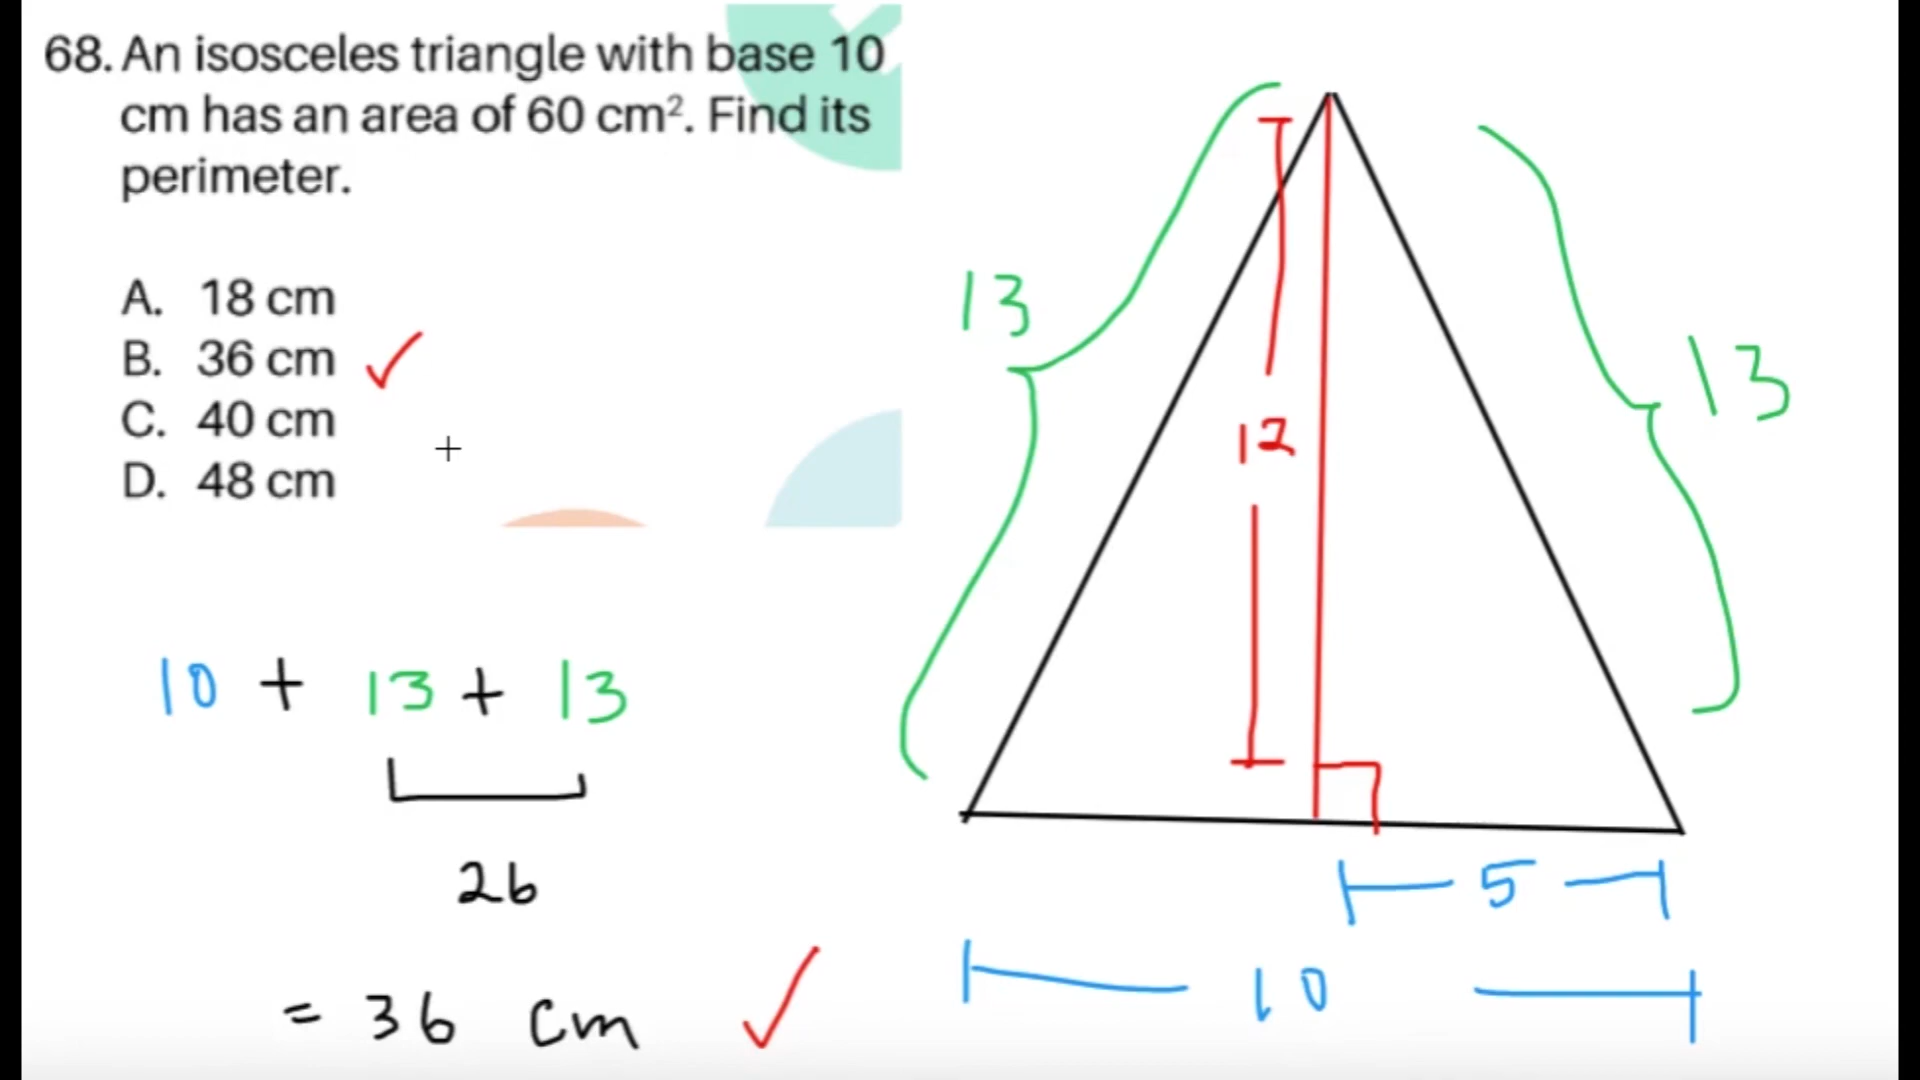 68. An isosceles triangle with base 10
cm has an area of 60 cm². Find its
perimeter.
A. 18 cm
B. 36 cm ✓
C. 40 cm
D. 48 cm
10 + 13 + 13
26
= 36 cm ✓
13
12
13
5
10